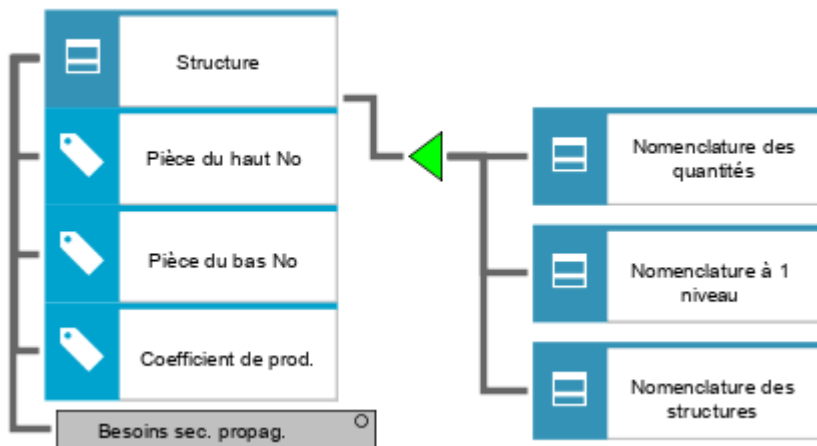 Structure
Pièce du haut No
Pièce du bas No
Coefficient de prod.
Besoins sec. propag.
Nomenclature des
quantités
Nomenclature à 1
niveau
Nomenclature des
structures